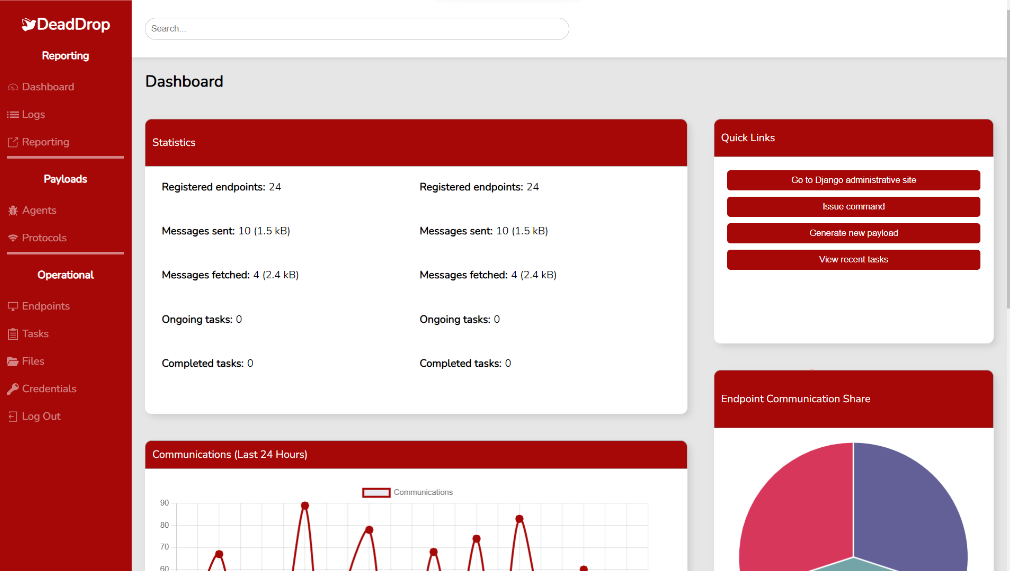 DeadDrop
Search...
Reporting
Dashboard
Logs
Reporting
Payloads
Agents
Protocols
Operational
Endpoints
Tasks
Files
Credentials
Log Out
Dashboard
Statistics
Registered endpoints: 24 Registered endpoints: 24
Messages sent: 10 (1.5 kB) Messages sent: 10 (1.5 kB)
Messages fetched: 4 (2.4 kB) Messages fetched: 4 (2.4 kB)
Ongoing tasks: 0 Ongoing tasks: 0
Completed tasks: 0 Completed tasks: 0
Quick Links
Go to Django administrative site
Issue command
Generate new payload
View recent tasks
Communications (Last 24 Hours)
Communications
90
80
70
60
Endpoint Communication Share